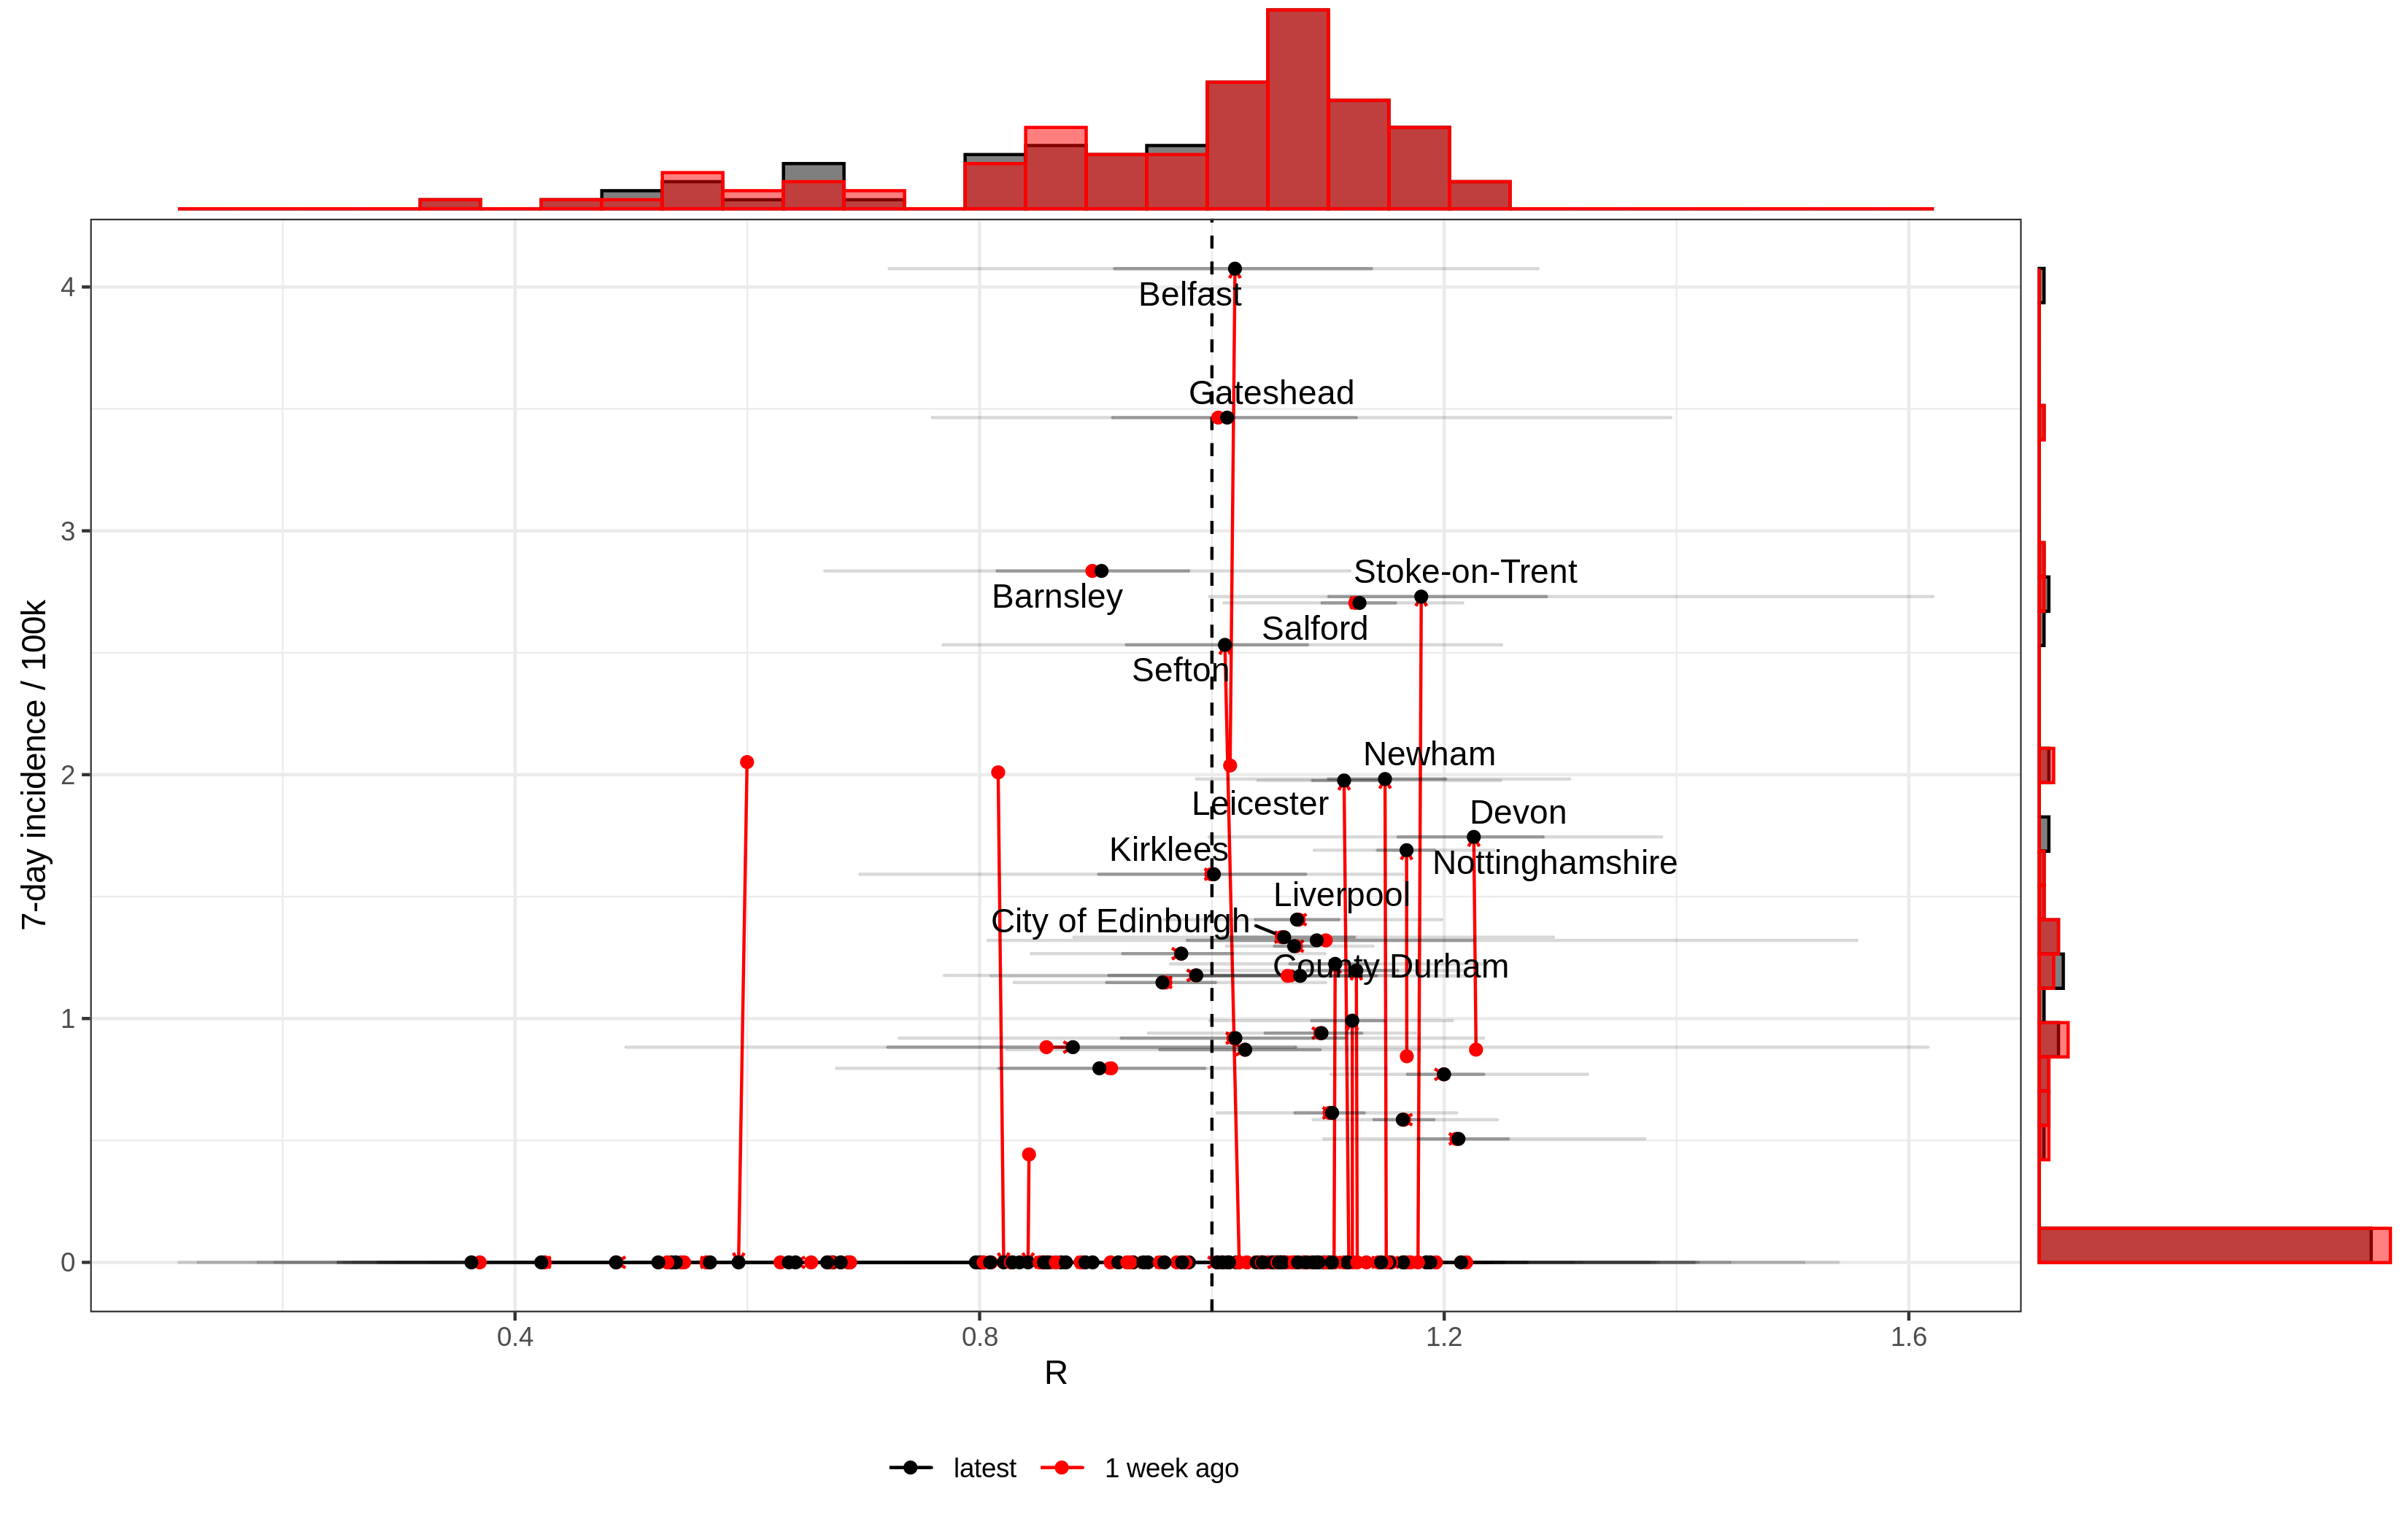 Belfast
Gateshead
Barnsley
Stoke-on-Trent
Salford
Sefton
Newham
Leicester
Devon
Kirklees
Nottinghamshire
Liverpool
City of Edinburgh
County Durham
4
3
2
1
0
7-day incidence / 100k
0.4
0.8
1.2
1.6
R
latest
1 week ago